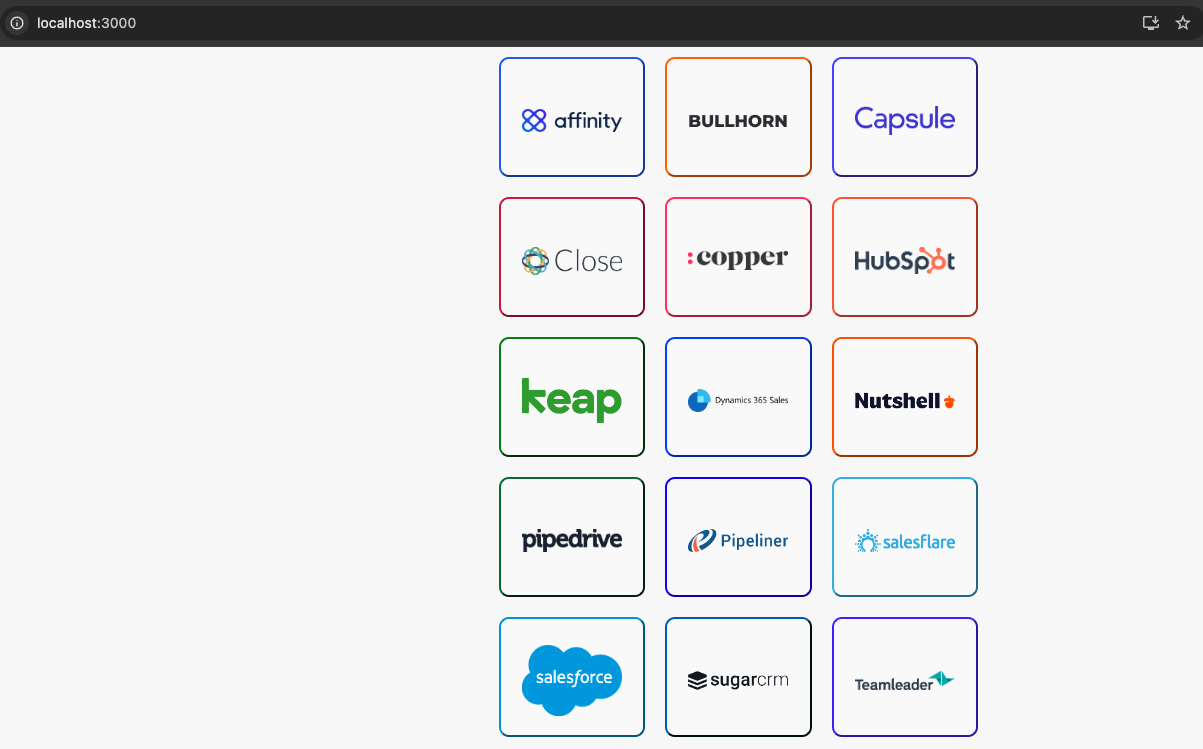 localhost:3000
affinity
BULLHORN
Capsule
Close
:copper
HubSpot
keap
Dynamics 365 Sales
Nutshell
pipedrive
Pipeliner
salesflare
salesforce
sugarcrm
Teamleader